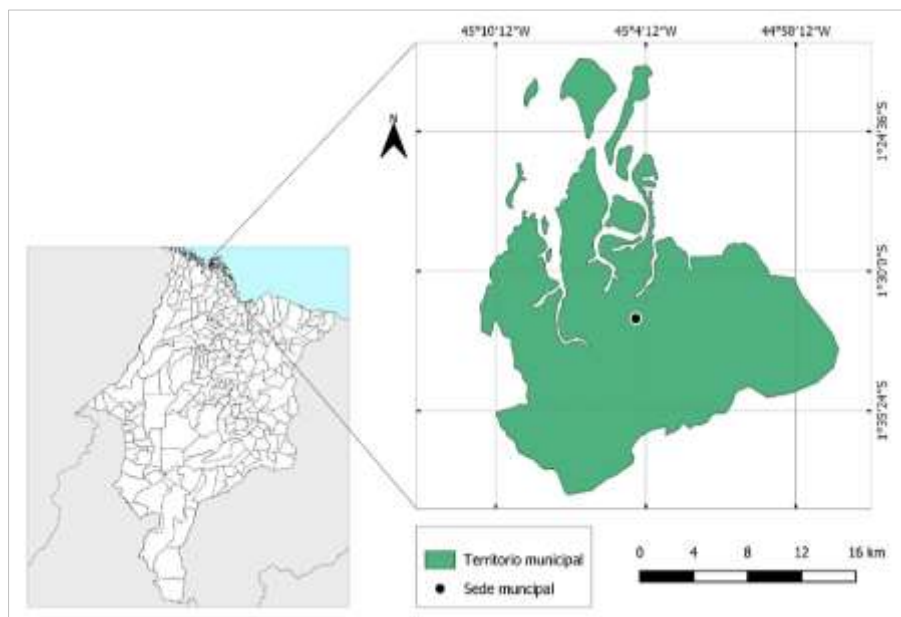 45°10'12"W 45°4'12"W 44°58'12"W
N
1°24'36"S
1°30'0"S
1°35'24"S
Territorio municipal
Sede muncipal
0 4 8 12 16 km